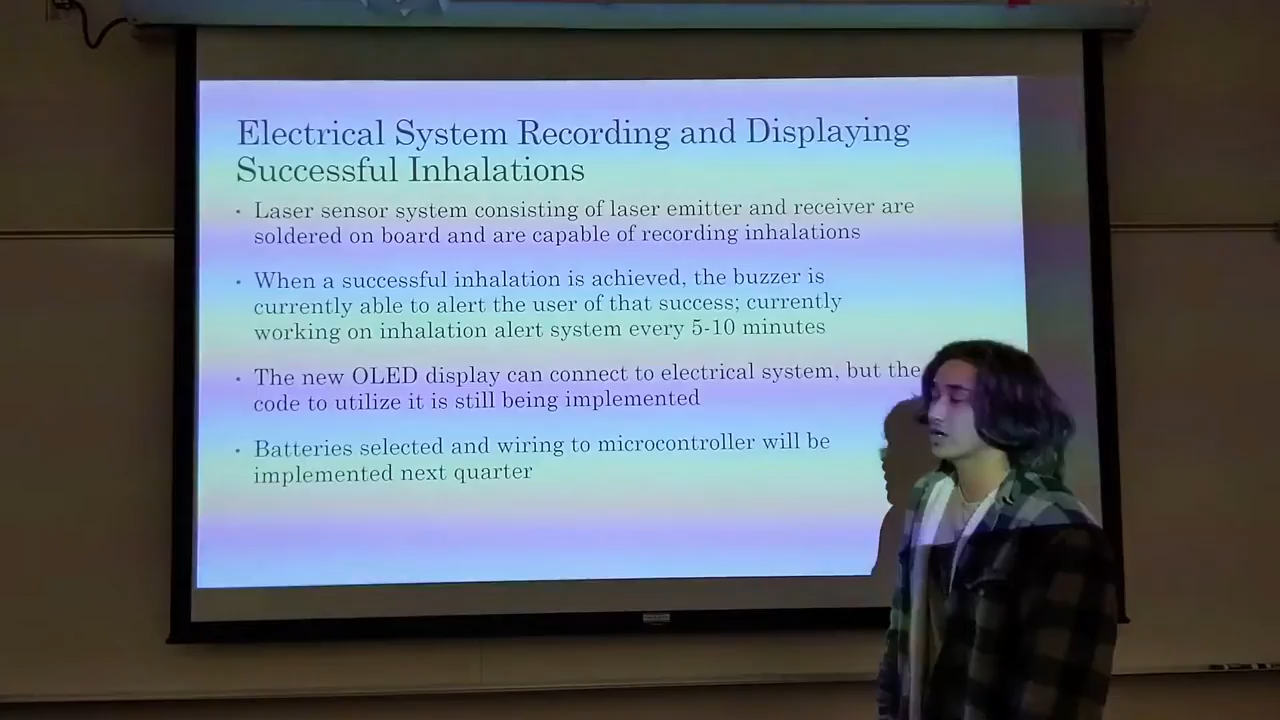 Electrical System Recording and Displaying
Successful Inhalations
• Laser sensor system consisting of laser emitter and receiver are
soldered on board and are capable of recording inhalations
• When a successful inhalation is achieved, the buzzer is
currently able to alert the user of that success; currently
working on inhalation alert system every 5-10 minutes
• The new OLED display can connect to electrical system, but the
code to utilize it is still being implemented
• Batteries selected and wiring to microcontroller will be
implemented next quarter